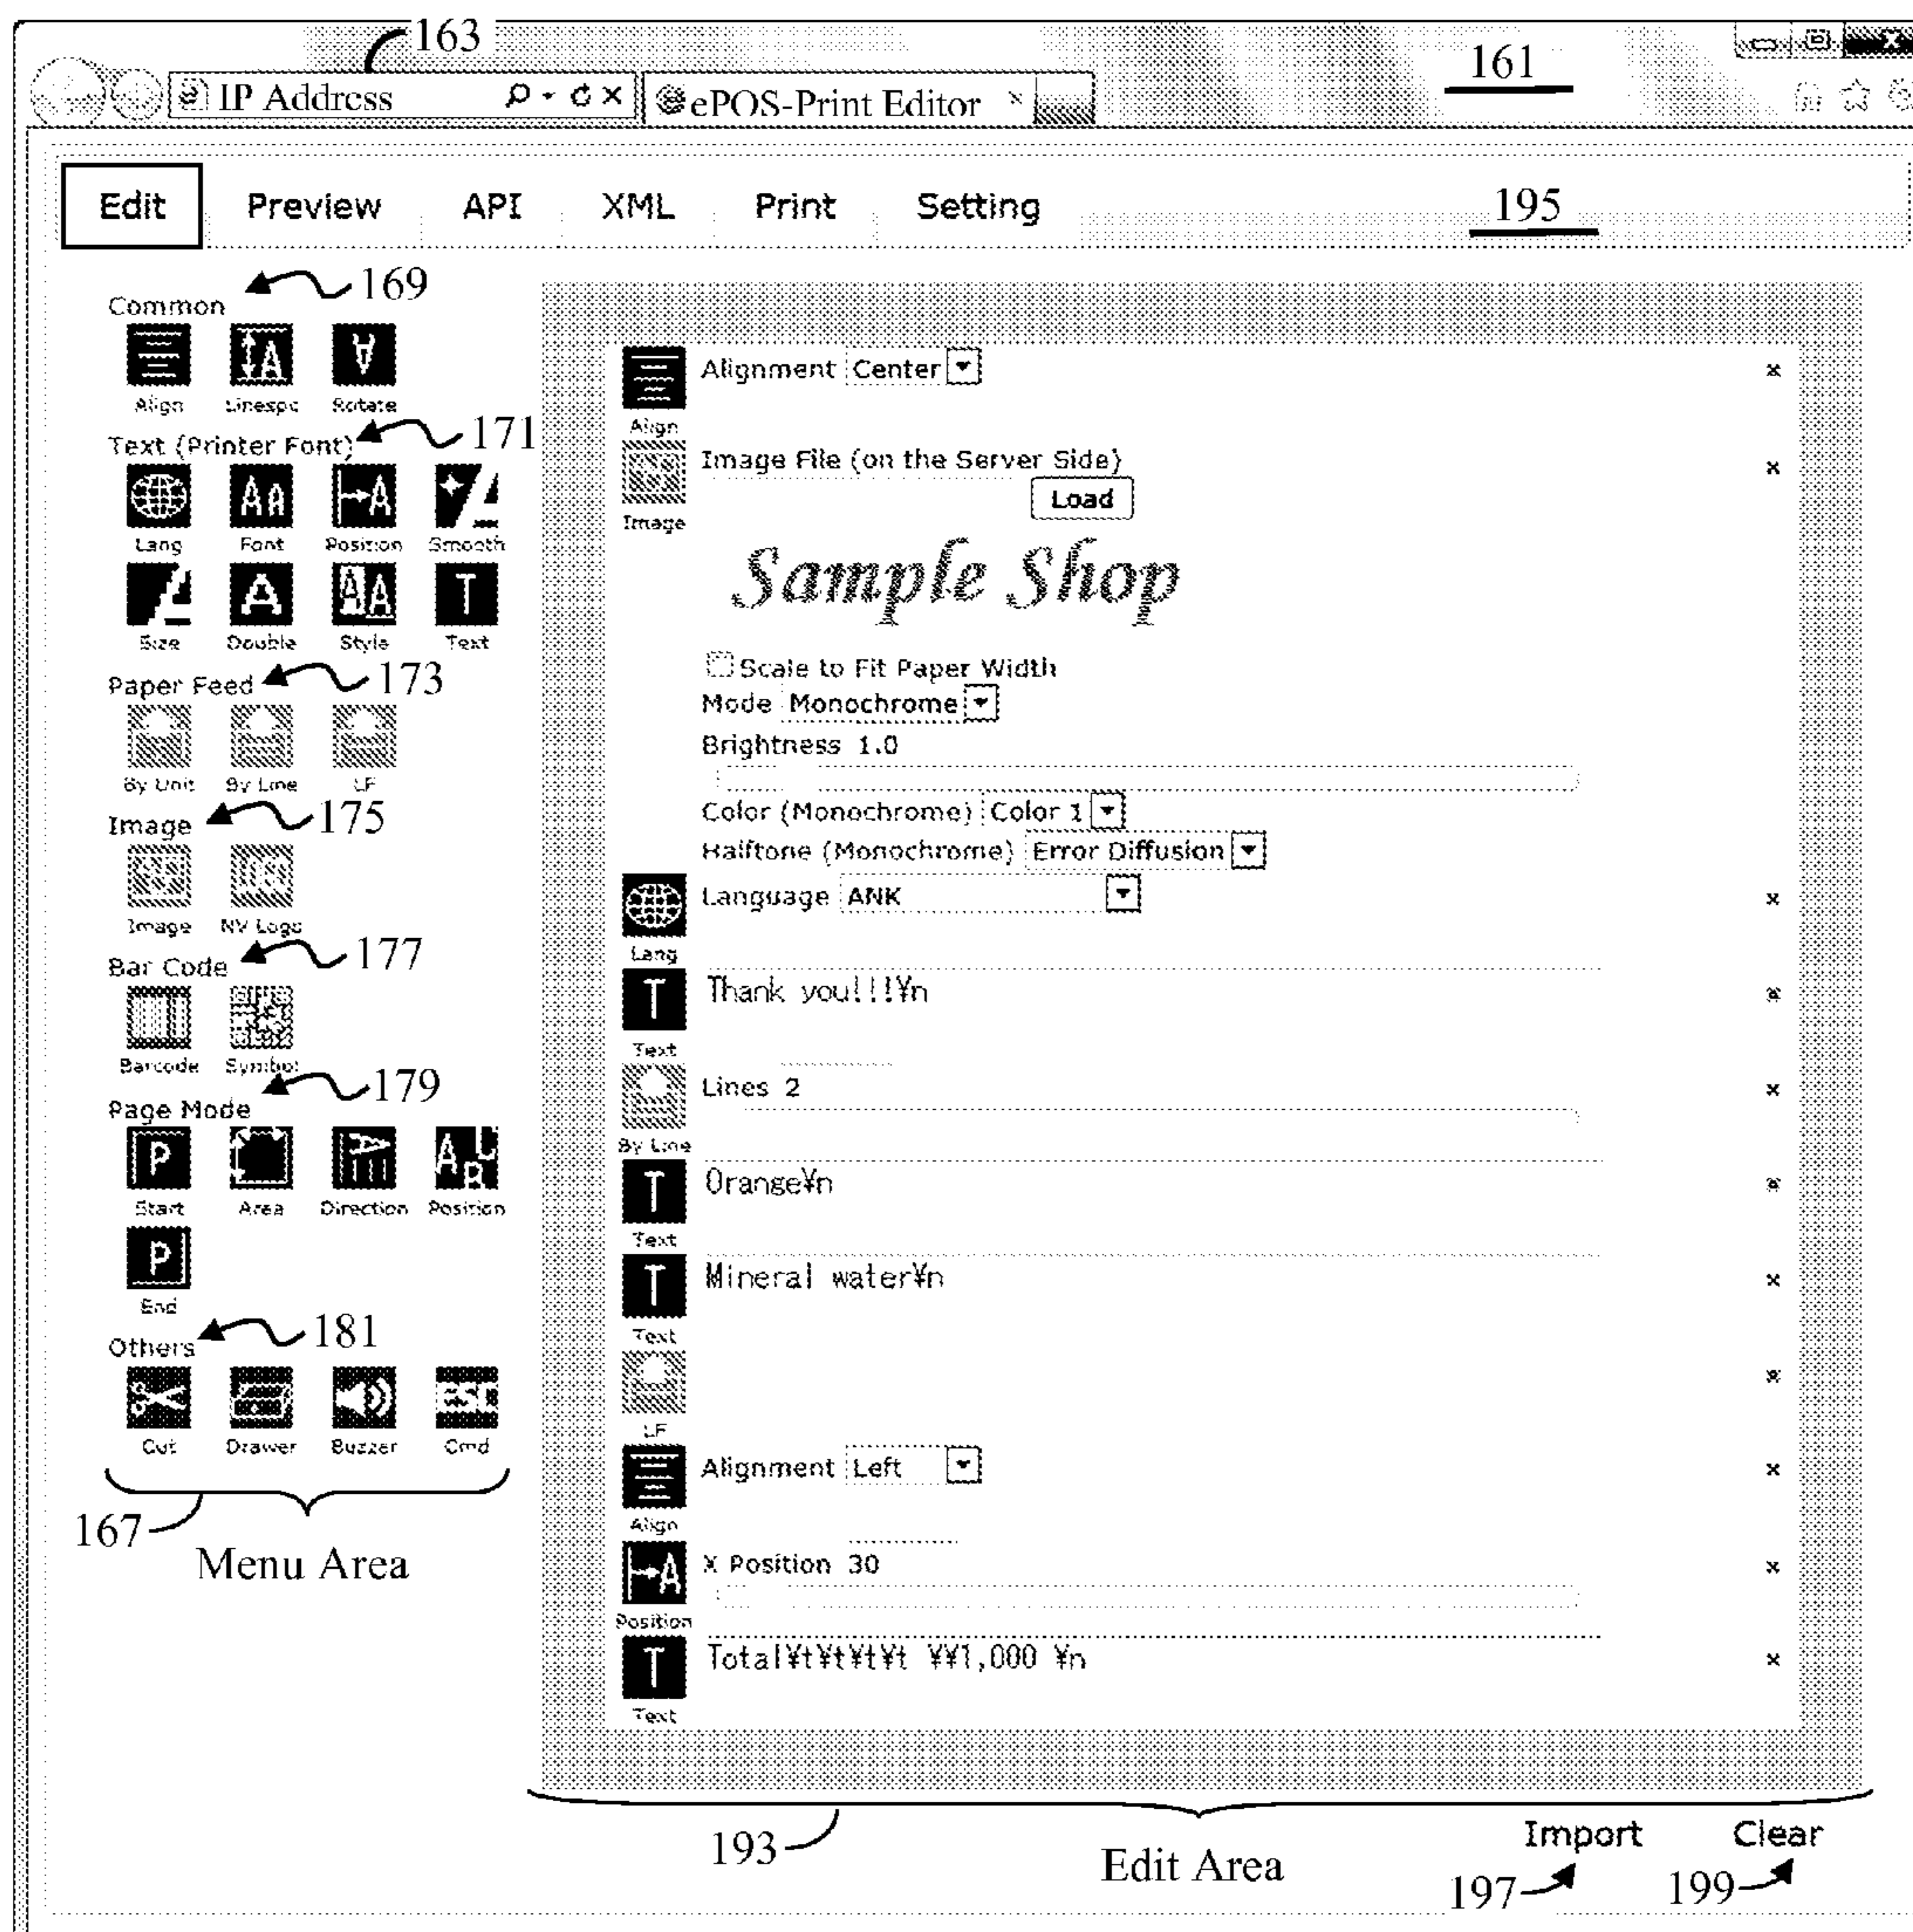 163
161
IP Address
ePOS-Print Editor
Edit Preview API XML Print Setting
195
169
Common
Align Linespc Rotate
171
Text (Printer Font)
Lang Font Position Smooth
Size Double Style Text
173
Paper Feed
By Unit By Line LF
175
Image
Image NV Logo
177
Bar Code
Barcode Symbol
179
Page Mode
Start Area Direction Position
End
181
Others
Cut Drawer Buzzer Cmd
ESC
167
Menu Area
Alignment Center
Align
Image File (on the Server Side)
Load
Image
Sample Shop
Scale to Fit Paper Width
Mode Monochrome
Brightness 1.0
Color (Monochrome) Color 1
Halftone (Monochrome) Error Diffusion
Language ANK
Lang
Thank you!!!¥n
Text
Lines 2
By Line
Orange¥n
Text
Mineral water¥n
Text
LF
Alignment Left
Align
X Position 30
Position
Total¥t¥t¥t¥t ¥¥1,000 ¥n
Text
193
Edit Area
Import Clear
197 199